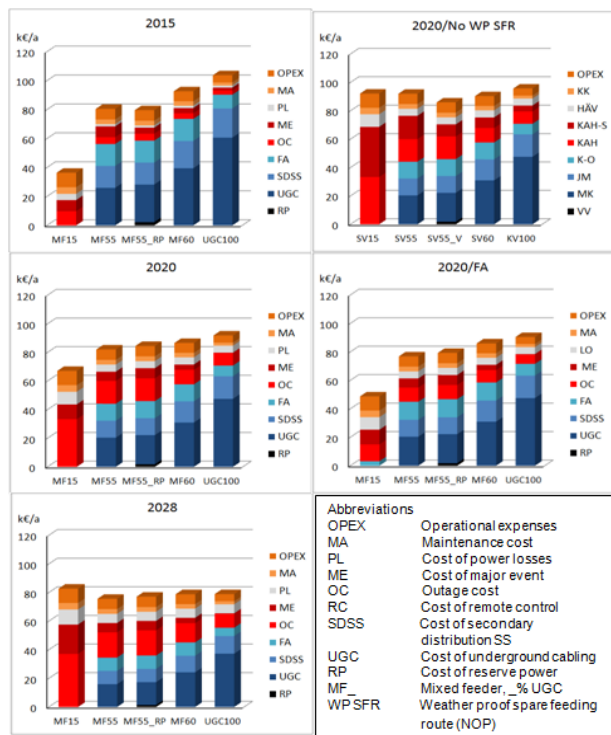 2015
k€/a
120
100
80
60
40
20
0
MF15 MF55 MF55_RP MF60 UGC100
OPEX
MA
PL
ME
OC
FA
SDSS
UGC
RP
2020/No WP SFR
k€/a
120
100
80
60
40
20
0
SV15 SV55 SV55_V SV60 KV100
OPEX
KK
HÄV
KAH-S
KAH
K-O
JM
MK
VV
2020
k€/a
120
100
80
60
40
20
0
MF15 MF55 MF55_RP MF60 UGC100
OPEX
MA
PL
ME
OC
FA
SDSS
UGC
RP
2020/FA
k€/a
120
100
80
60
40
20
0
MF15 MF55 MF55_RP MF60 UGC100
OPEX
MA
LO
ME
OC
FA
SDSS
UGC
RP
2028
k€/a
120
100
80
60
40
20
0
MF15 MF55 MF55_RP MF60 UGC100
OPEX
MA
PL
ME
OC
FA
SDSS
UGC
RP
Abbreviations
OPEX Operational expenses
MA Maintenance cost
PL Cost of power losses
ME Cost of major event
OC Outage cost
RC Cost of remote control
SDSS Cost of secondary
distribution SS
UGC Cost of underground cabling
RP Cost of reserve power
MF_ Mixed feeder, _% UGC
WP SFR Weather proof spare feeding
route (NOP)